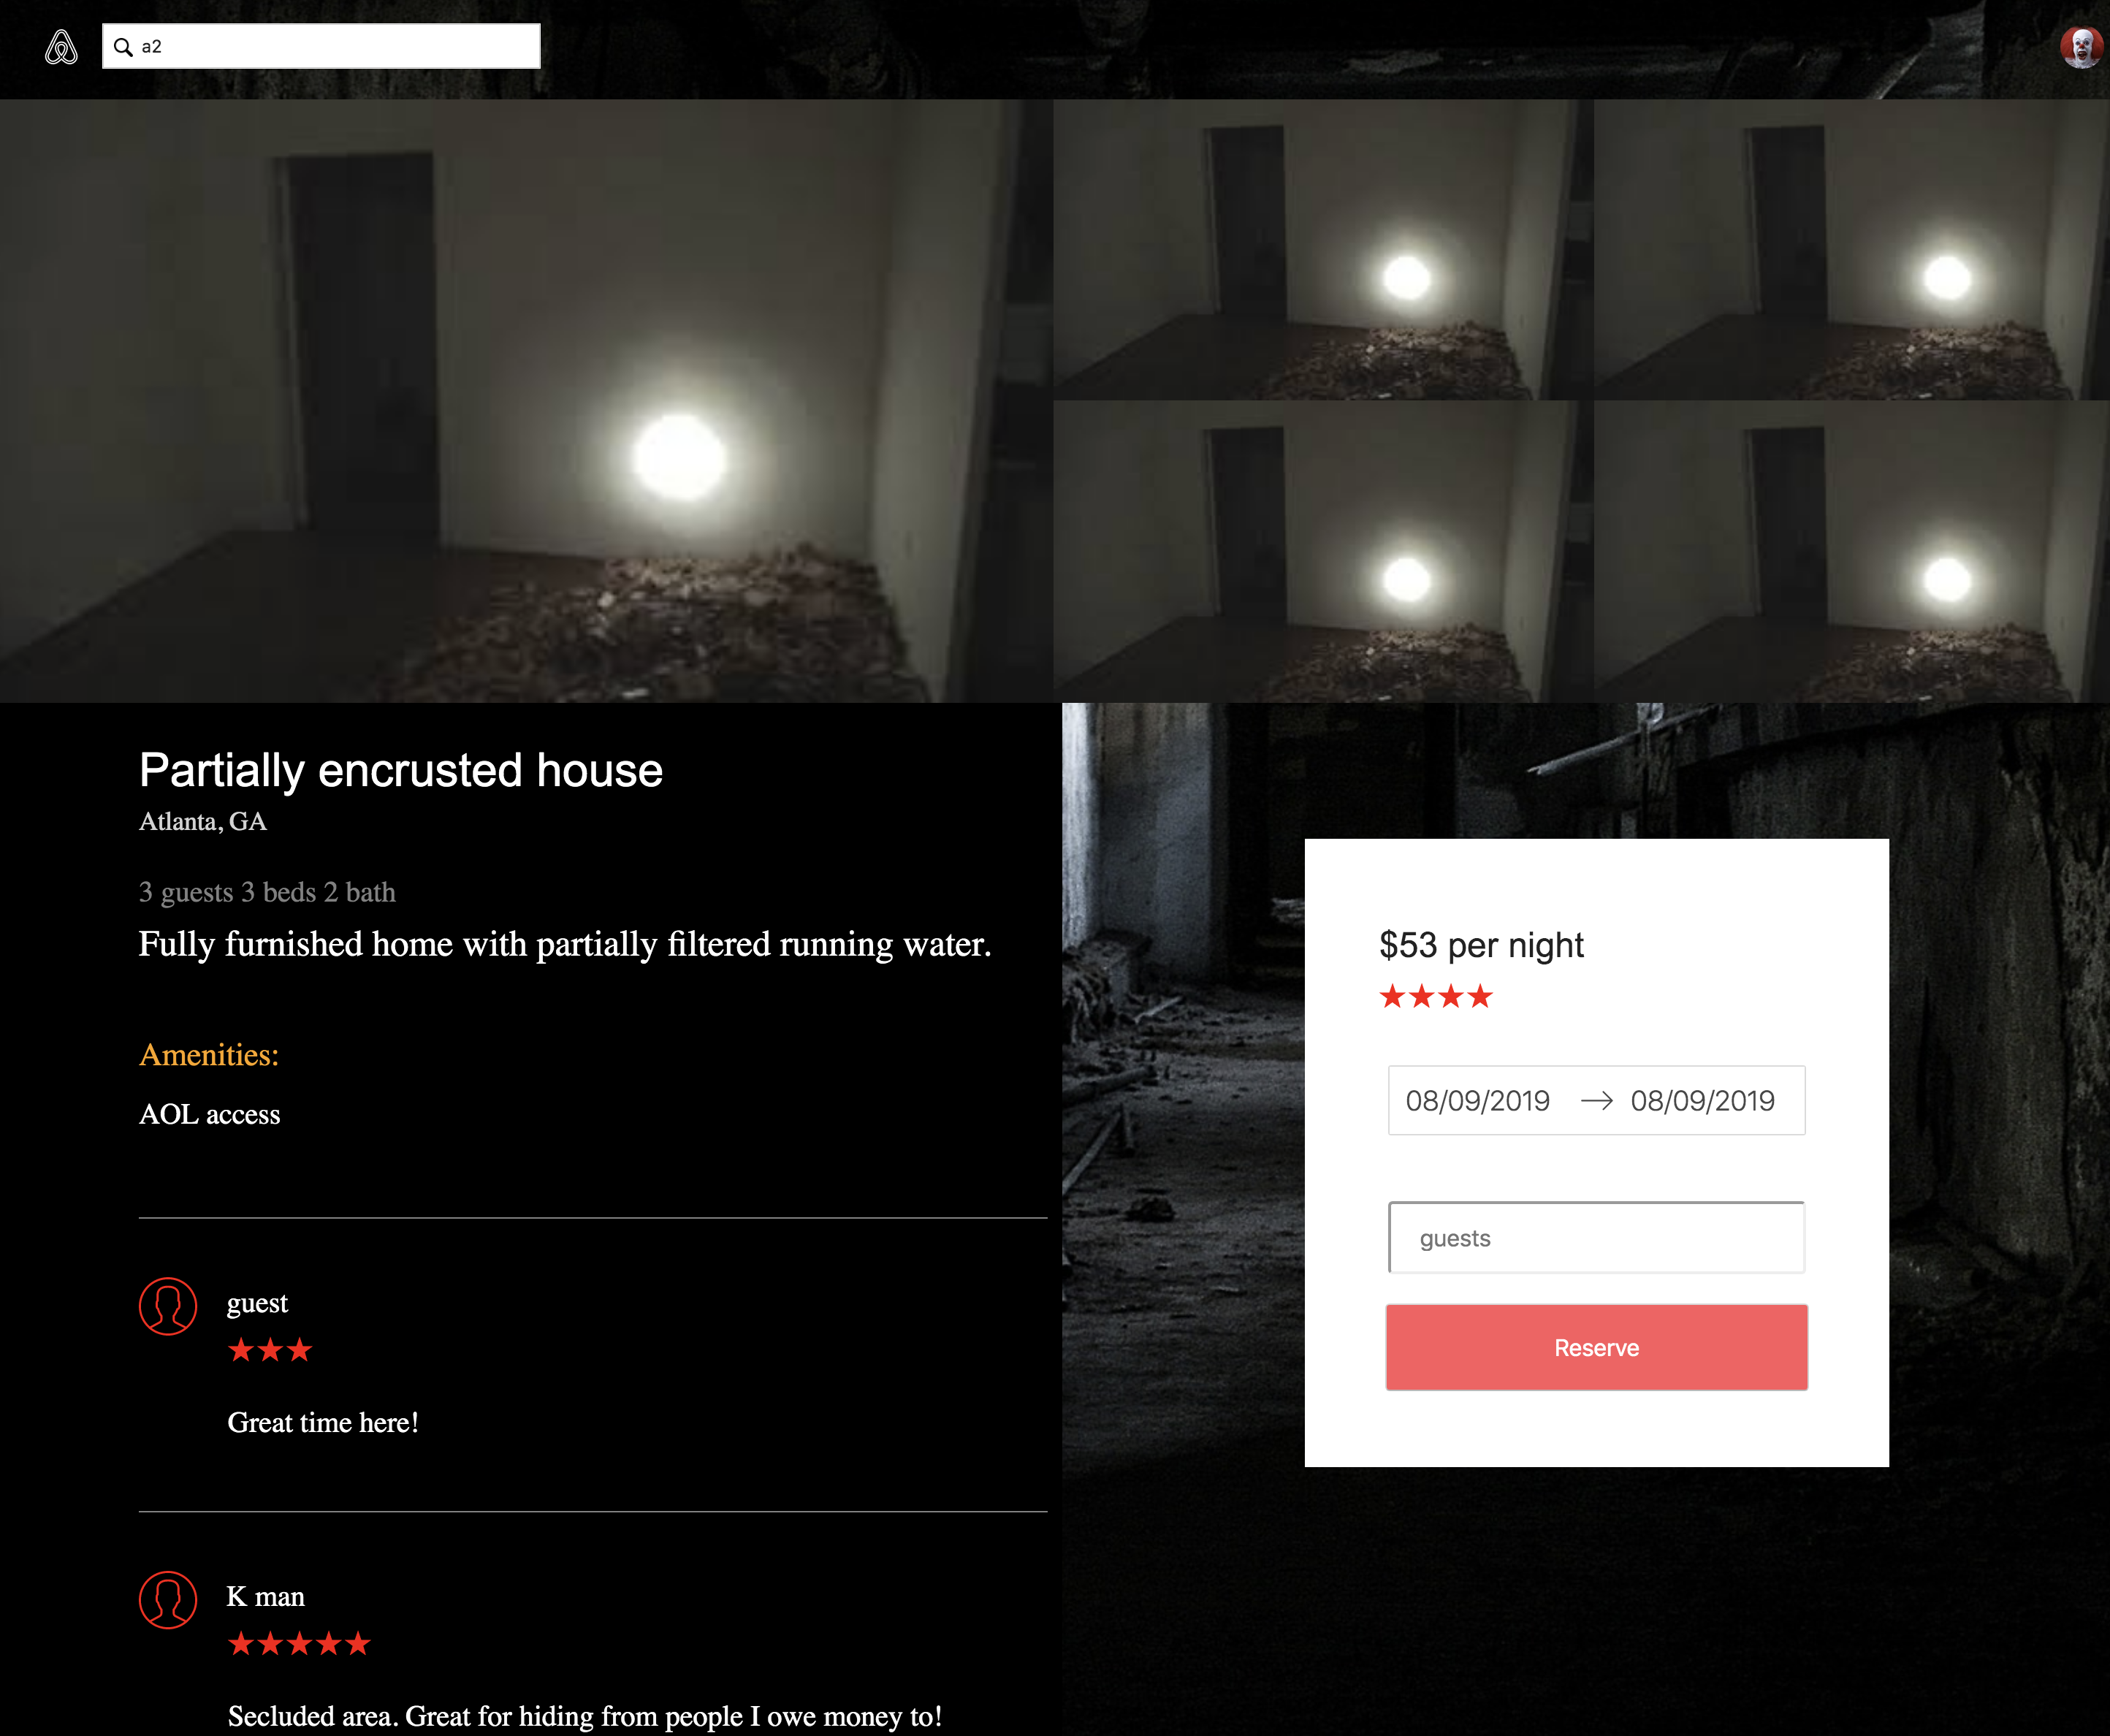 a2
Partially encrusted house
Atlanta, GA
3 guests 3 beds 2 bath
Fully furnished home with partially filtered running water.
Amenities:
AOL access
guest
★★★
Great time here!
K man
★★★★★
Secluded area. Great for hiding from people I owe money to!
$53 per night
★★★★
08/09/2019 → 08/09/2019
guests
Reserve